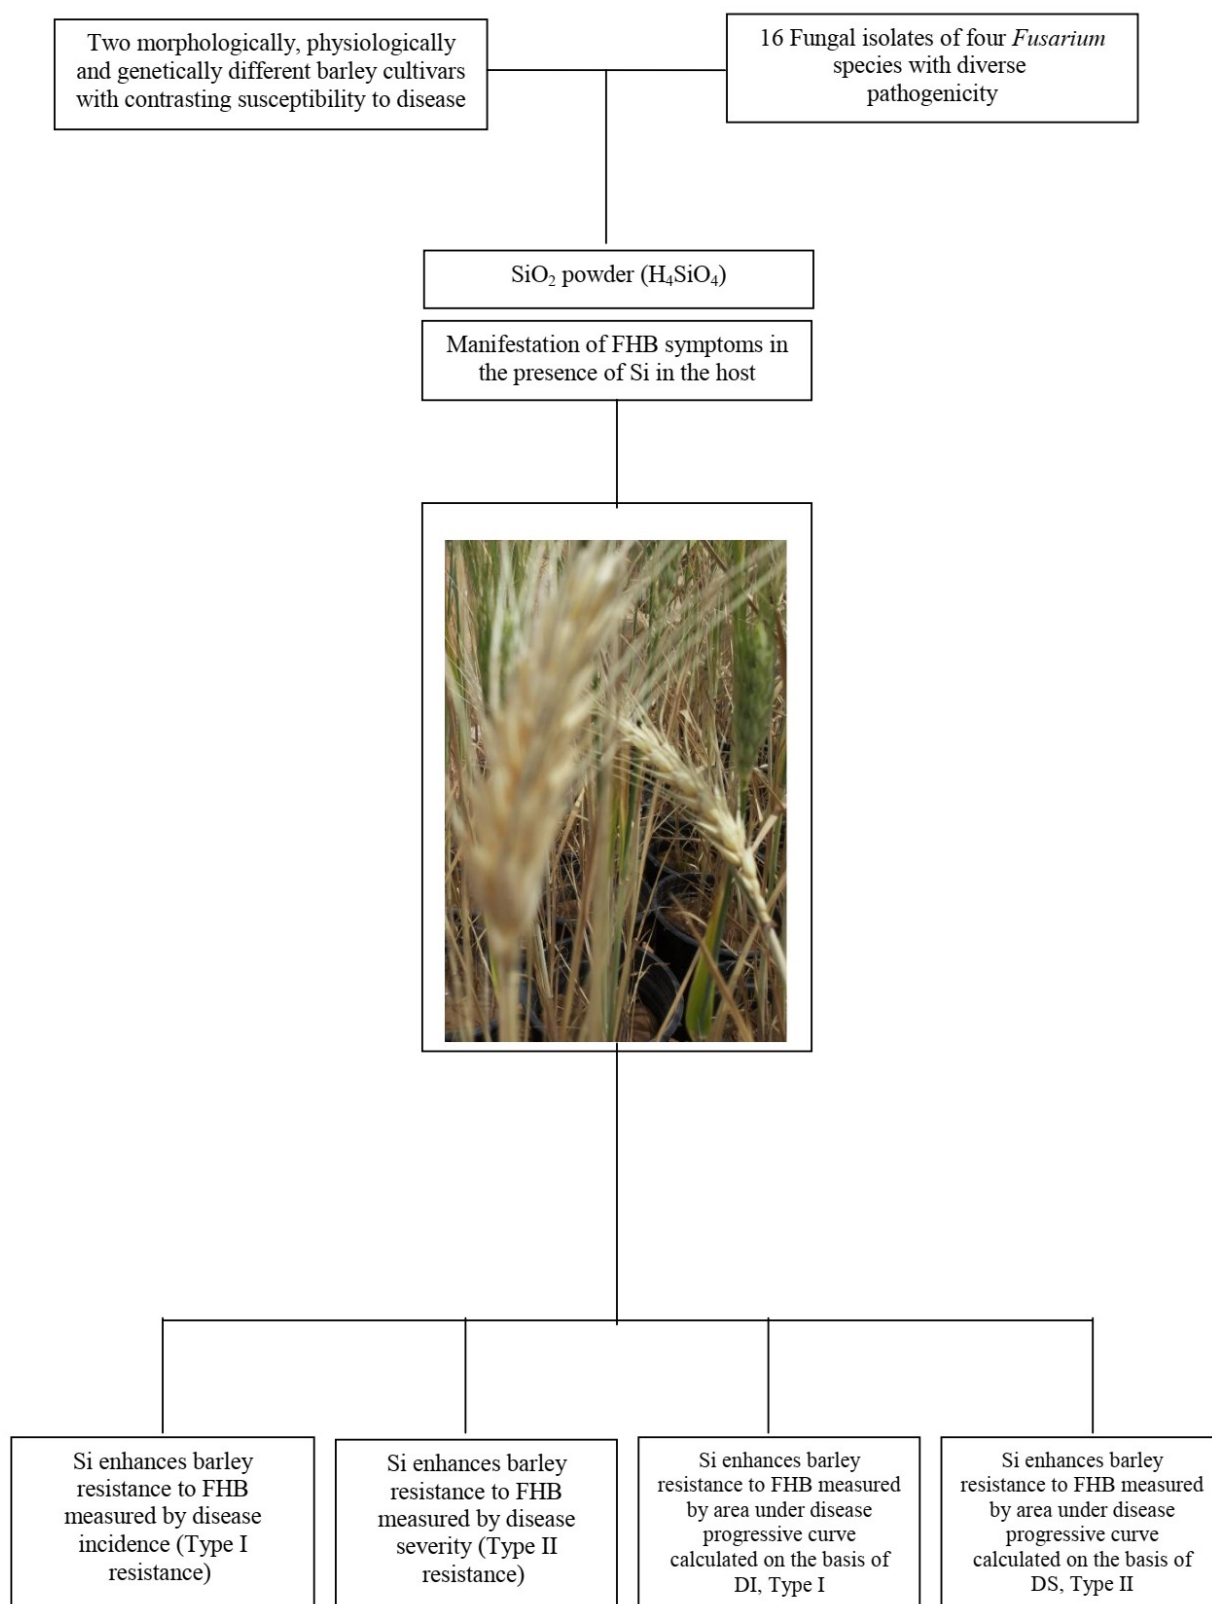 Two morphologically, physiologically
and genetically different barley cultivars
with contrasting susceptibility to disease
16 Fungal isolates of four Fusarium
species with diverse
pathogenicity
SiO₂ powder (H₄SiO₄)
Manifestation of FHB symptoms in
the presence of Si in the host
Si enhances barley
resistance to FHB
measured by disease
incidence (Type I
resistance)
Si enhances barley
resistance to FHB
measured by disease
severity (Type II
resistance)
Si enhances barley
resistance to FHB measured
by area under disease
progressive curve
calculated on the basis of
DI, Type I
Si enhances barley
resistance to FHB measured
by area under disease
progressive curve
calculated on the basis of
DS, Type II